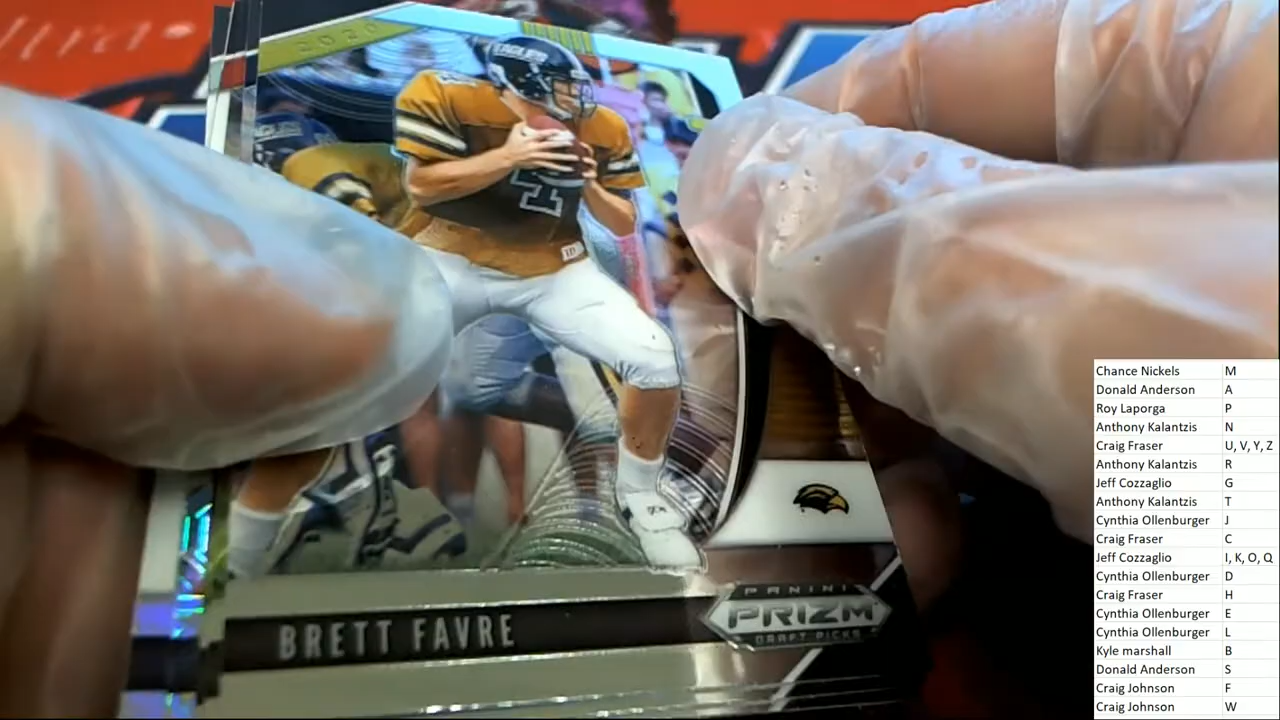 ltra
2020
EAGLES
4
BRETT FAVRE
PANINI
PRIZM
DRAFT PICKS
Chance Nickels M
Donald Anderson A
Roy Laporga P
Anthony Kalantzis N
Craig Fraser U, V, Y, Z
Anthony Kalantzis R
Jeff Cozzaglio G
Anthony Kalantzis T
Cynthia Ollenburger J
Craig Fraser C
Jeff Cozzaglio I, K, O, Q
Cynthia Ollenburger D
Craig Fraser H
Cynthia Ollenburger E
Cynthia Ollenburger L
Kyle marshall B
Donald Anderson S
Craig Johnson F
Craig Johnson W